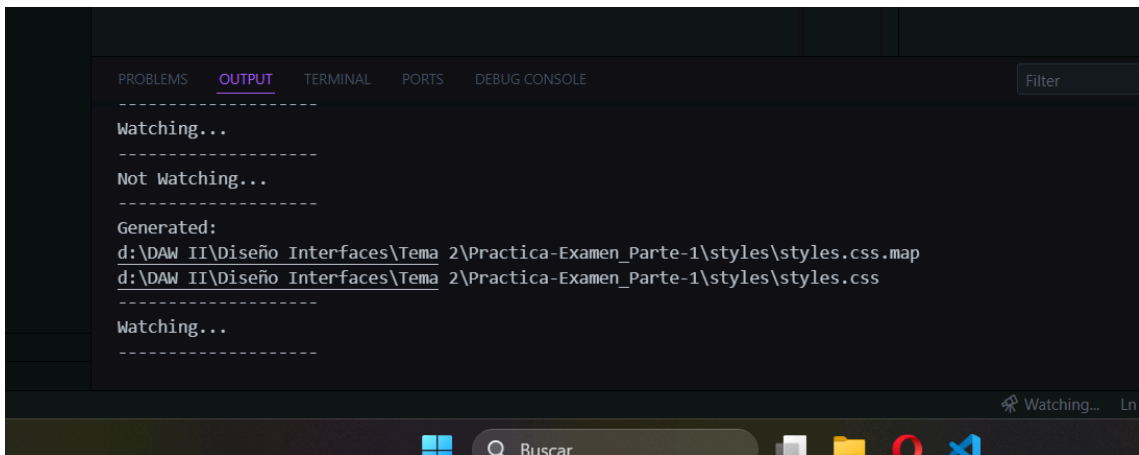 PROBLEMS OUTPUT TERMINAL PORTS DEBUG CONSOLE Filter
--------------------
Watching...
--------------------
Not Watching...
--------------------
Generated:
d:\DAW II\Diseño Interfaces\Tema 2\Practica-Examen_Parte-1\styles\styles.css.map
d:\DAW II\Diseño Interfaces\Tema 2\Practica-Examen_Parte-1\styles\styles.css
--------------------
Watching...
--------------------
Watching... Ln
Buscar